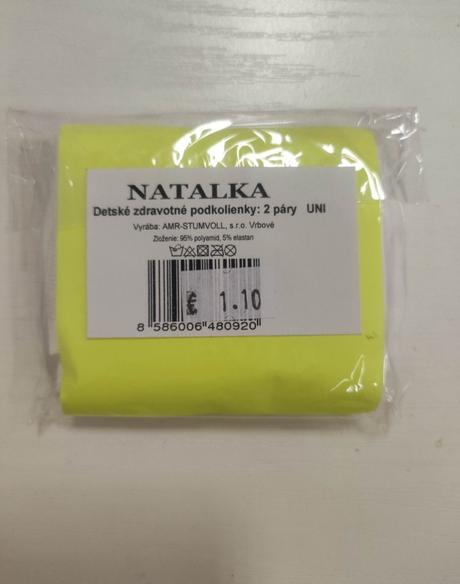 NATALKA
Detské zdravotné podkolienky: 2 páry UNI
Vyrába: AMR-STUMVOLL, s.r.o. Vrbové
Zloženie: 95% polyamid, 5% elastan
€ 1.10
8 586006 480920